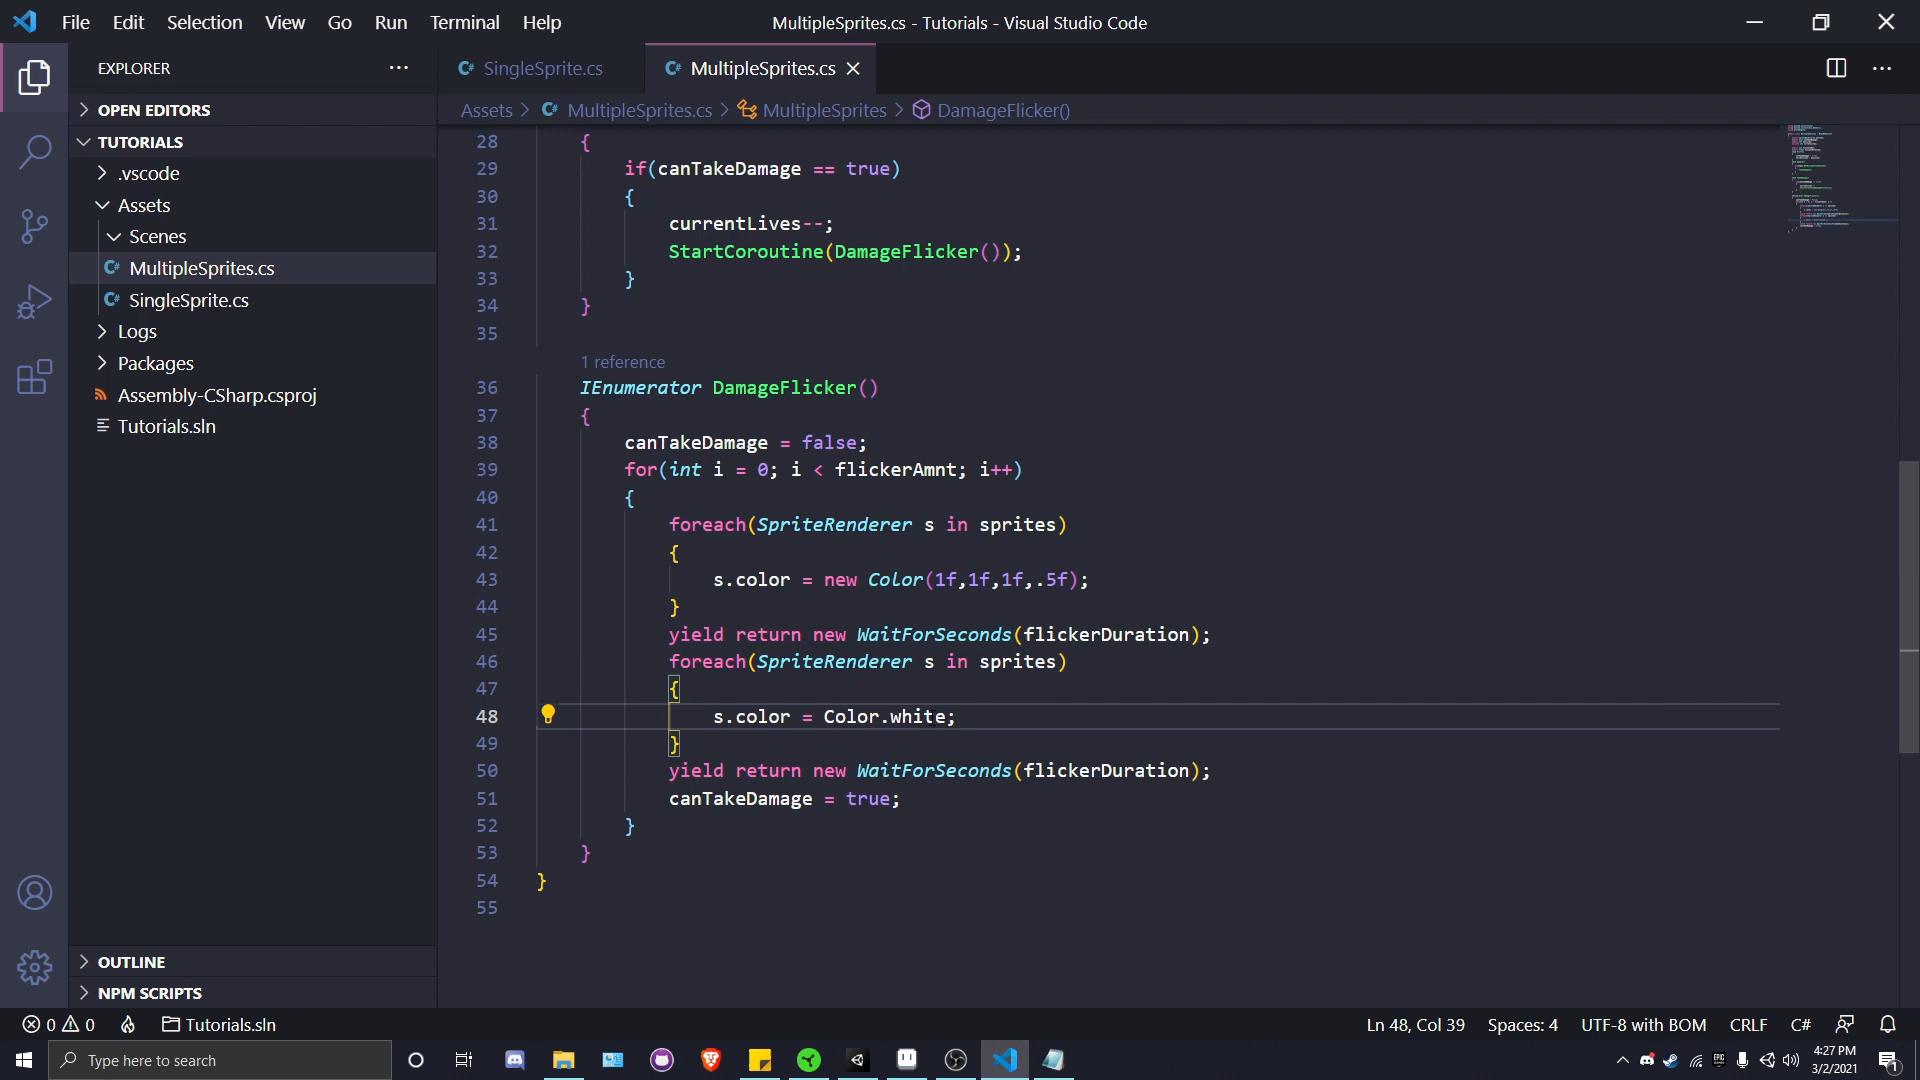 File Edit Selection View Go Run Terminal Help
MultipleSprites.cs - Tutorials - Visual Studio Code
EXPLORER
OPEN EDITORS
TUTORIALS
.vscode
Assets
Scenes
MultipleSprites.cs
SingleSprite.cs
Logs
Packages
Assembly-CSharp.csproj
Tutorials.sln
OUTLINE
NPM SCRIPTS
SingleSprite.cs
MultipleSprites.cs
Assets > MultipleSprites.cs > MultipleSprites > DamageFlicker()
28 {
29 if(canTakeDamage == true)
30 {
31 currentLives--;
32 StartCoroutine(DamageFlicker());
33 }
34 }
35
1 reference
36 IEnumerator DamageFlicker()
37 {
38 canTakeDamage = false;
39 for(int i = 0; i < flickerAmnt; i++)
40 {
41 foreach(SpriteRenderer s in sprites)
42 {
43 s.color = new Color(1f,1f,1f,.5f);
44 }
45 yield return new WaitForSeconds(flickerDuration);
46 foreach(SpriteRenderer s in sprites)
47 {
48 s.color = Color.white;
49 }
50 yield return new WaitForSeconds(flickerDuration);
51 canTakeDamage = true;
52 }
53 }
54 }
55
0 0 Tutorials.sln
Ln 48, Col 39 Spaces: 4 UTF-8 with BOM CRLF C#
Type here to search
4:27 PM
3/2/2021
1